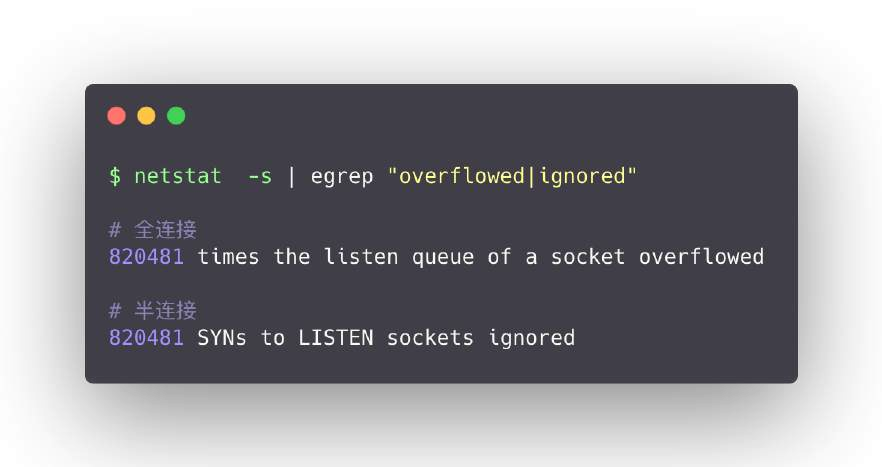 $ netstat  -s | egrep "overflowed|ignored"
# 全连接
820481 times the listen queue of a socket overflowed
# 半连接
820481 SYNs to LISTEN sockets ignored